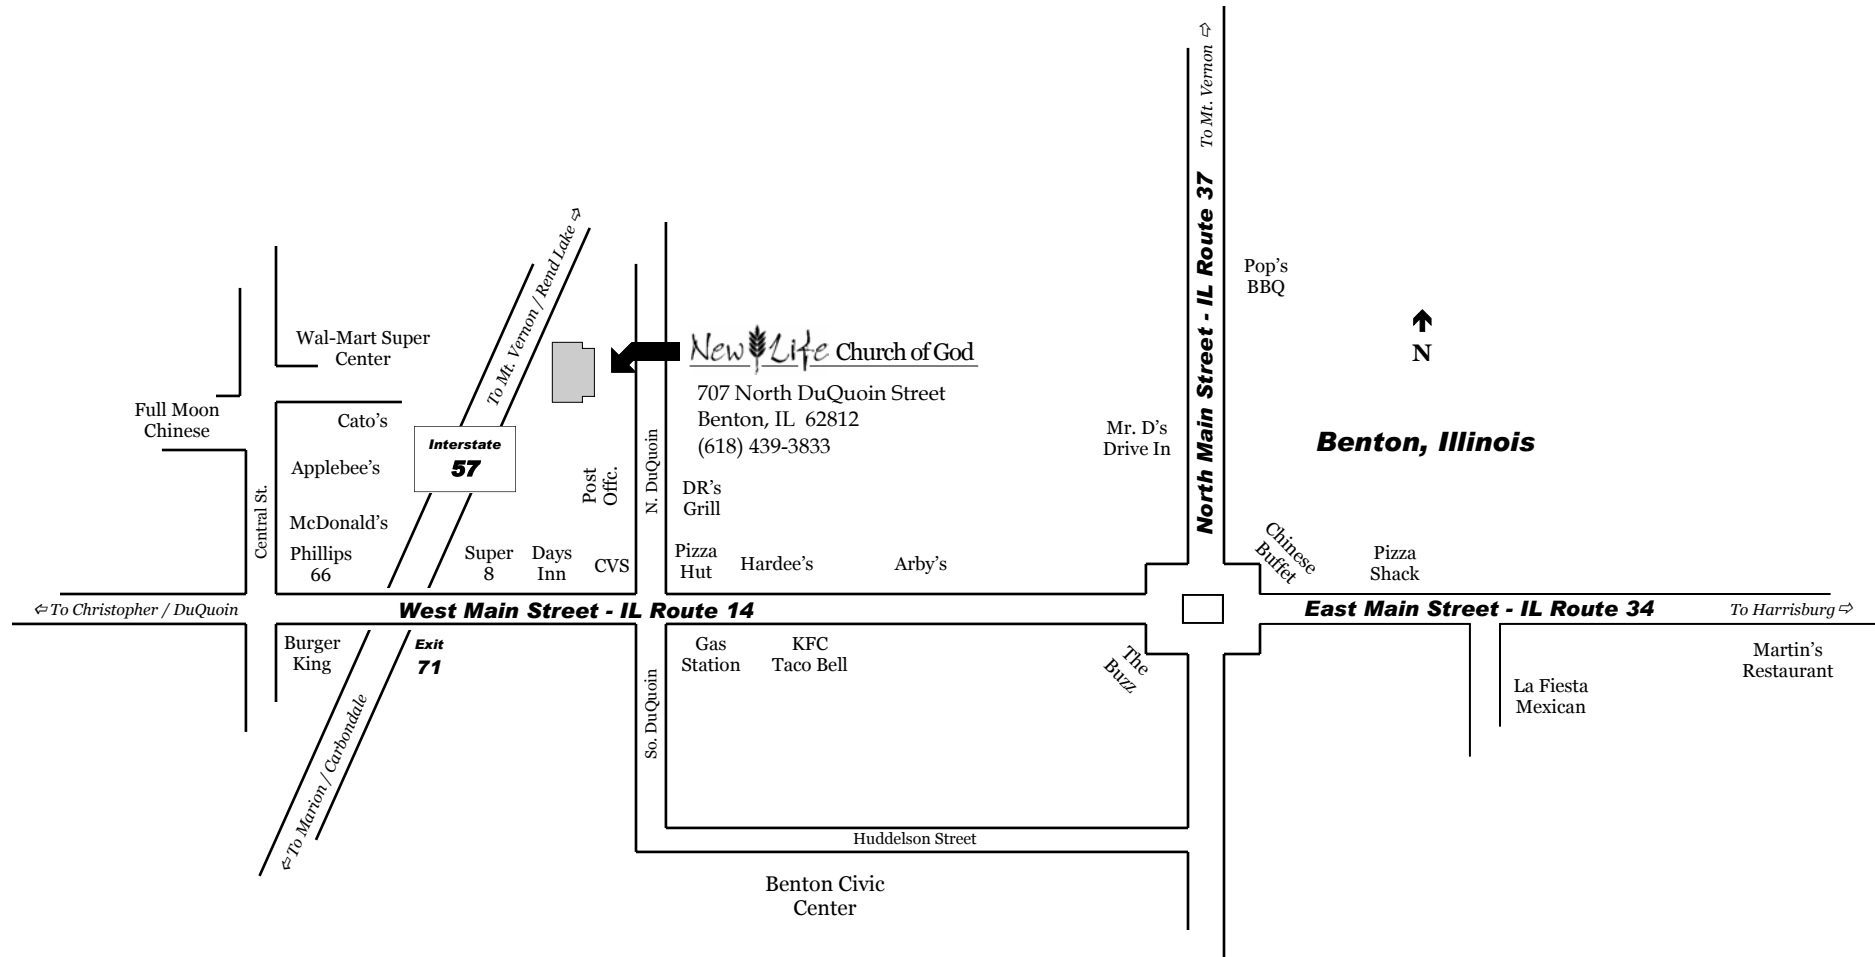 To Mt. Vernon ⇨
North Main Street - IL Route 37
Pop's
BBQ
N
Benton, Illinois
To Mt. Vernon / Rend Lake ⇨
Wal-Mart Super
Center
New Life Church of God
707 North DuQuoin Street
Benton, IL 62812
(618) 439-3833
Full Moon
Chinese
Cato's
Interstate
57
Applebee's
Central St.
McDonald's
Phillips
66
Post
Offc.
N. DuQuoin
DR's
Grill
Mr. D's
Drive In
Super
8
Days
Inn
CVS
Pizza
Hut
Hardee's
Arby's
Chinese
Buffet
Pizza
Shack
⇦ To Christopher / DuQuoin
West Main Street - IL Route 14
East Main Street - IL Route 34
To Harrisburg ⇨
Burger
King
Exit
71
So. DuQuoin
Gas
Station
KFC
Taco Bell
The
Buzz
La Fiesta
Mexican
Martin's
Restaurant
⇦ To Marion / Carbondale
Huddelson Street
Benton Civic
Center